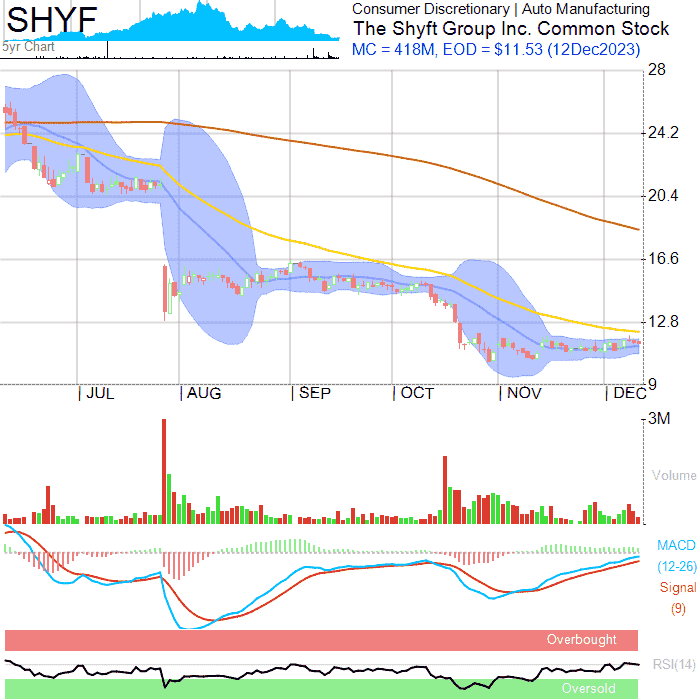 SHYF
5yr Chart
Consumer Discretionary | Auto Manufacturing
The Shyft Group Inc. Common Stock
MC = 418M, EOD = $11.53 (12Dec2023)
28
24.2
20.4
16.6
12.8
9
JUL AUG SEP OCT NOV DEC
3M
Volume
MACD
(12-26)
Signal
(9)
Overbought
RSI(14)
Oversold